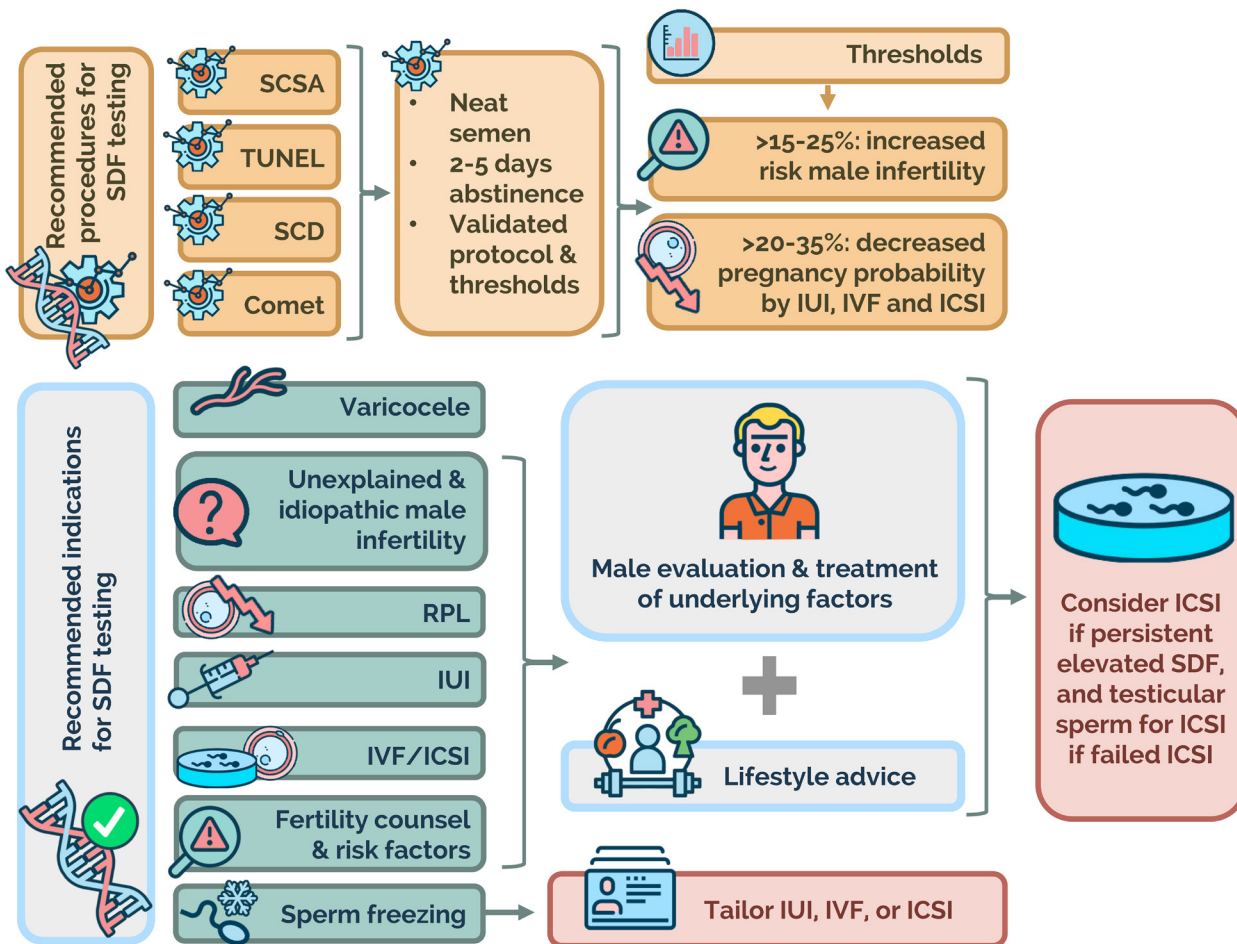 Recommended
procedures for
SDF testing
SCSA
TUNEL
SCD
Comet
• Neat
semen
• 2-5 days
abstinence
• Validated
protocol &
thresholds
Thresholds
>15-25%: increased
risk male infertility
>20-35%: decreased
pregnancy probability
by IUI, IVF and ICSI
Recommended indications
for SDF testing
Varicocele
Unexplained &
idiopathic male
infertility
RPL
IUI
IVF/ICSI
Fertility counsel
& risk factors
Sperm freezing
Male evaluation & treatment
of underlying factors
Lifestyle advice
Tailor IUI, IVF, or ICSI
Consider ICSI
if persistent
elevated SDF,
and testicular
sperm for ICSI
if failed ICSI